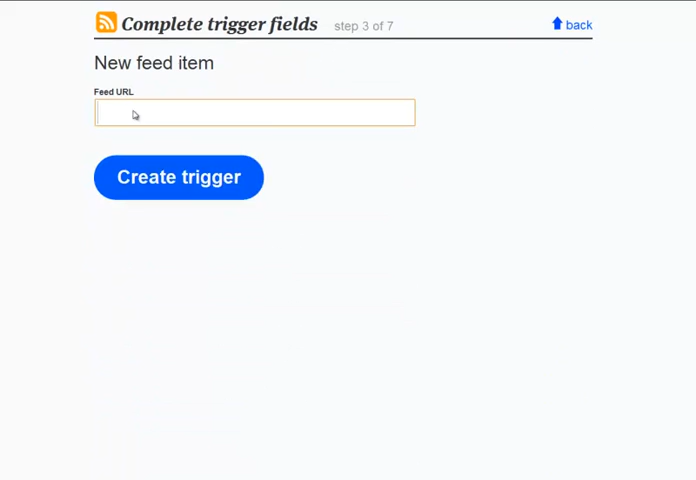 Complete trigger fields step 3 of 7 back
New feed item
Feed URL
Create trigger